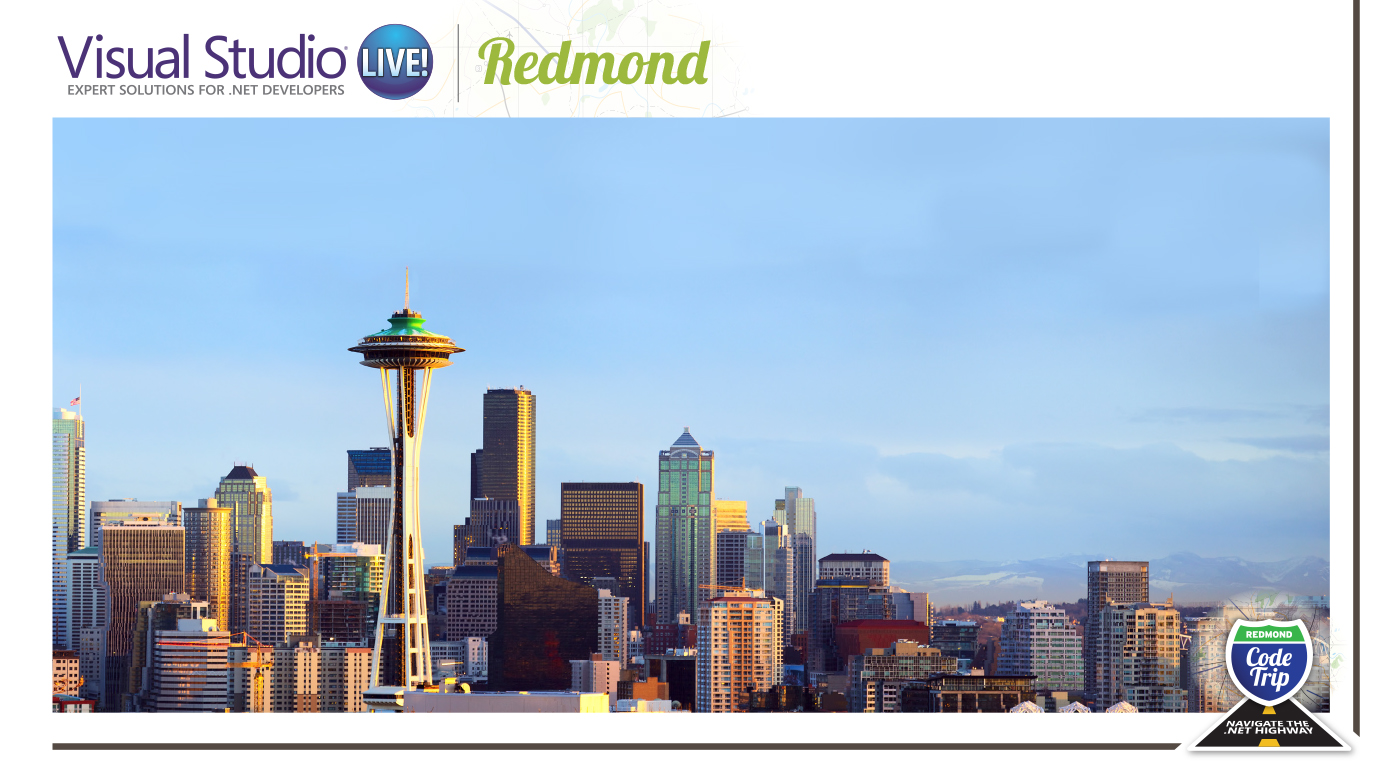 Visual Studio® LIVE! Redmond
EXPERT SOLUTIONS FOR .NET DEVELOPERS
REDMOND
Code
Trip
NAVIGATE THE
.NET HIGHWAY